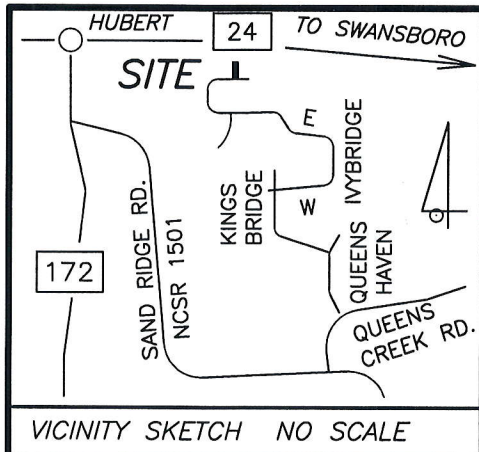 HUBERT
24
TO SWANSBORO
SITE
E
IVYBRIDGE
KINGS
BRIDGE
W
172
SAND RIDGE RD.
NCSR 1501
QUEENS
HAVEN
QUEENS
CREEK RD.
VICINITY SKETCH NO SCALE